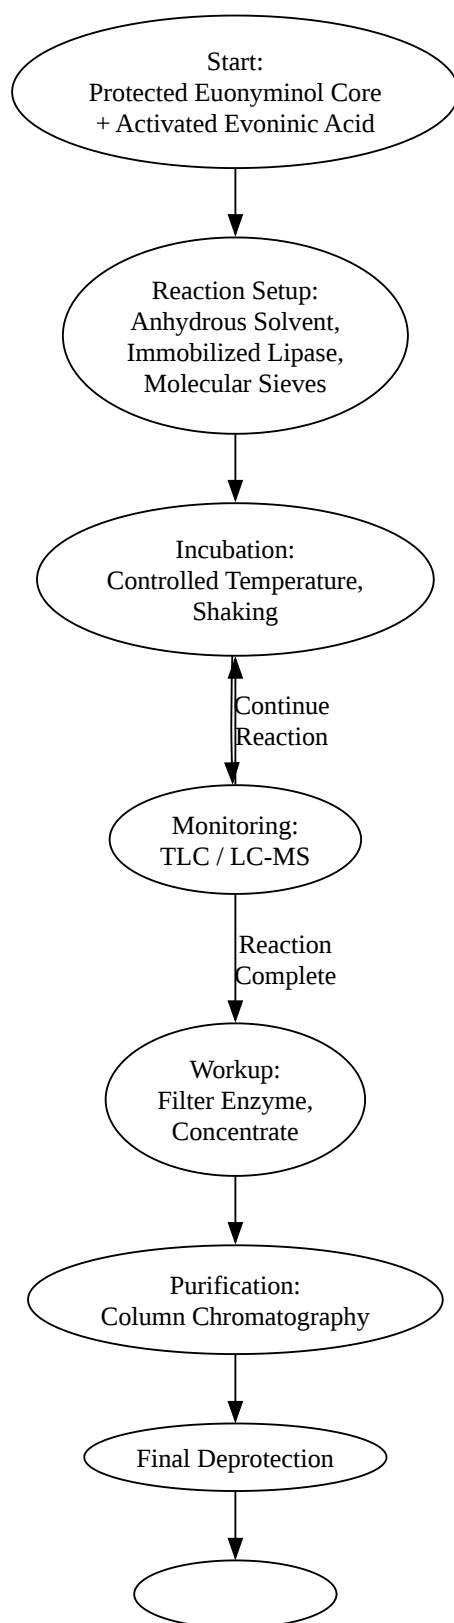 Start:
Protected Euonyminol Core
+ Activated Evoninic Acid
Reaction Setup:
Anhydrous Solvent,
Immobilized Lipase,
Molecular Sieves
Incubation:
Controlled Temperature,
Shaking
Continue
Reaction
Monitoring:
TLC / LC-MS
Reaction
Complete
Workup:
Filter Enzyme,
Concentrate
Purification:
Column Chromatography
Final Deprotection